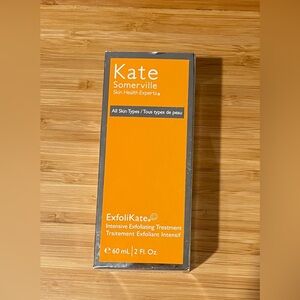 Kate
Somerville
Skin Health Experts®
All Skin Types / Tous types de peau
ExfoliKate®
Intensive Exfoliating Treatment
Traitement Exfoliant Intensif
℮ 60 mL | 2 Fl. Oz.